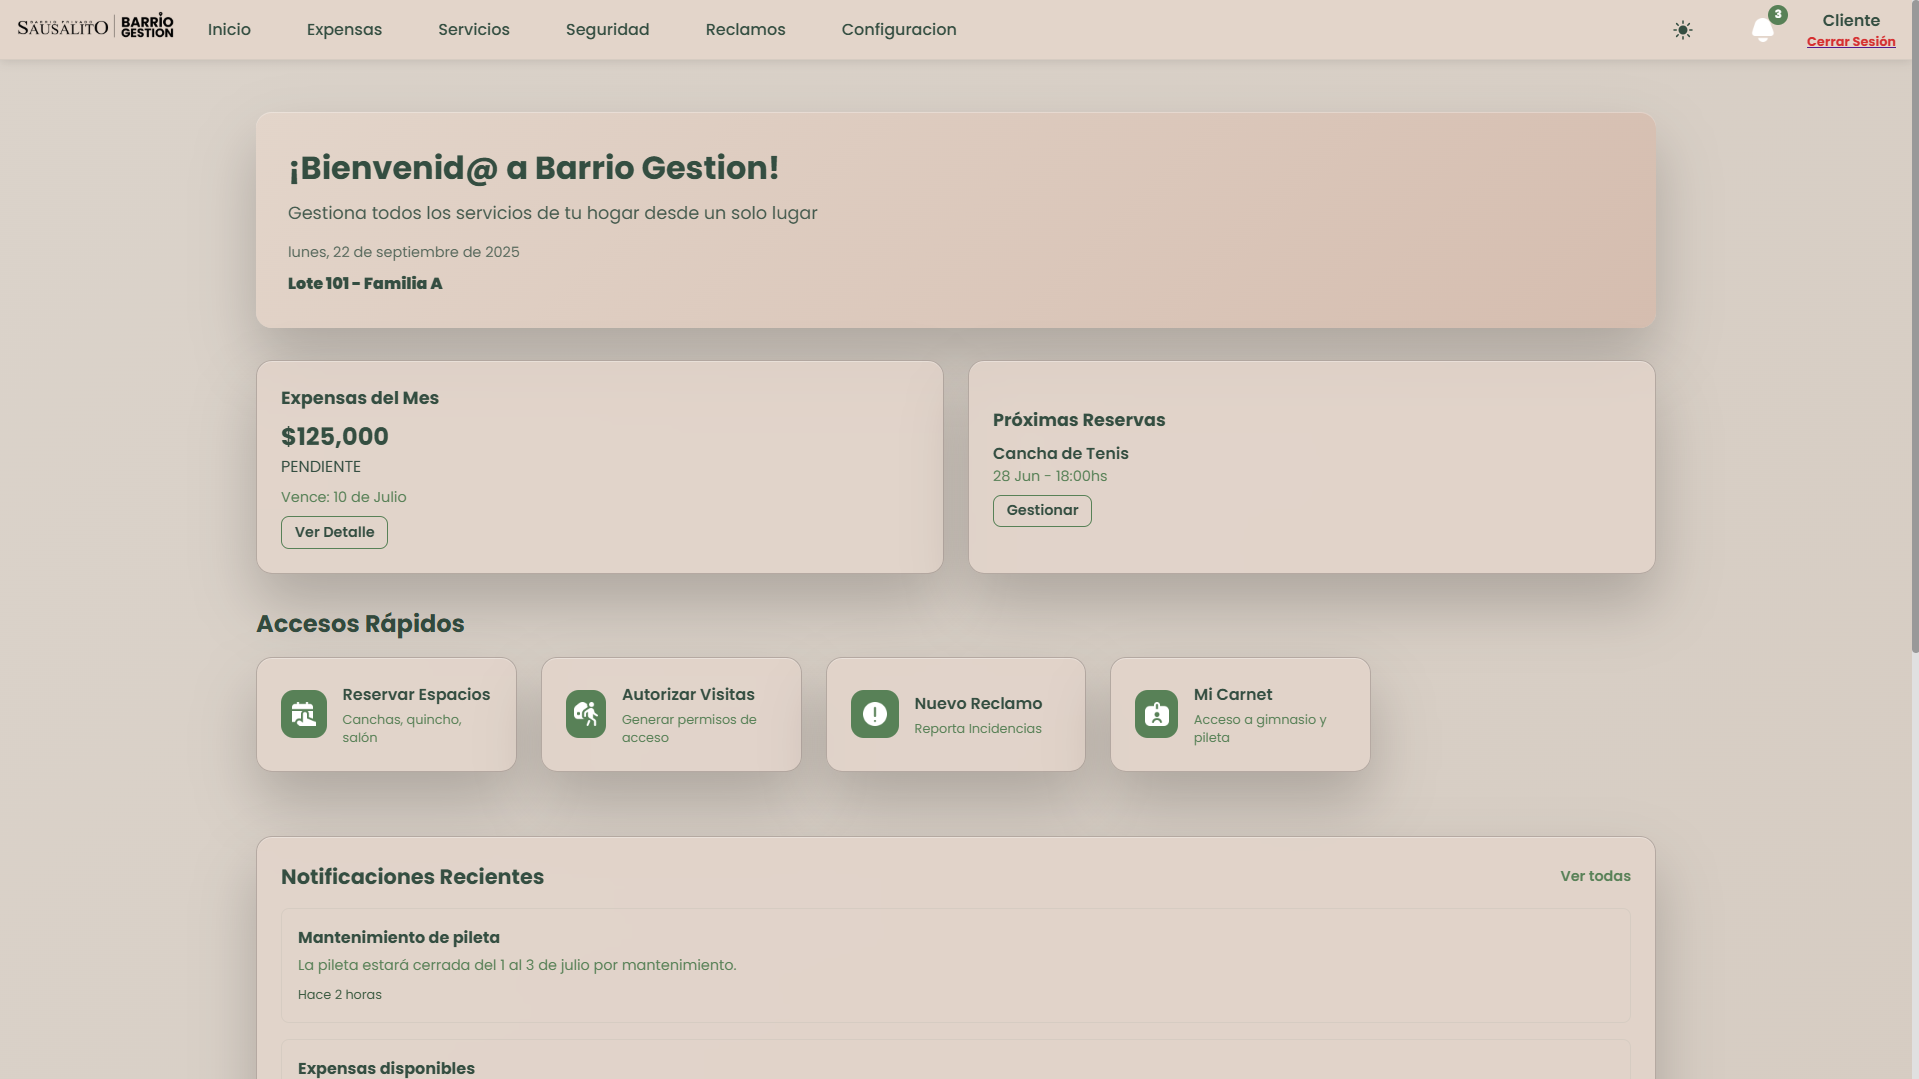 BARRIO PRIVADO
SAUSALITO
BARRIO
GESTION
Inicio
Expensas
Servicios
Seguridad
Reclamos
Configuracion
3
Cliente
Cerrar Sesión
¡Bienvenid@ a Barrio Gestion!
Gestiona todos los servicios de tu hogar desde un solo lugar
lunes, 22 de septiembre de 2025
Lote 101 - Familia A
Expensas del Mes
$125,000
PENDIENTE
Vence: 10 de Julio
Ver Detalle
Próximas Reservas
Cancha de Tenis
28 Jun - 18:00hs
Gestionar
Accesos Rápidos
Reservar Espacios
Canchas, quincho,
salón
Autorizar Visitas
Generar permisos de
acceso
Nuevo Reclamo
Reporta Incidencias
Mi Carnet
Acceso a gimnasio y
pileta
Notificaciones Recientes
Ver todas
Mantenimiento de pileta
La pileta estará cerrada del 1 al 3 de julio por mantenimiento.
Hace 2 horas
Expensas disponibles